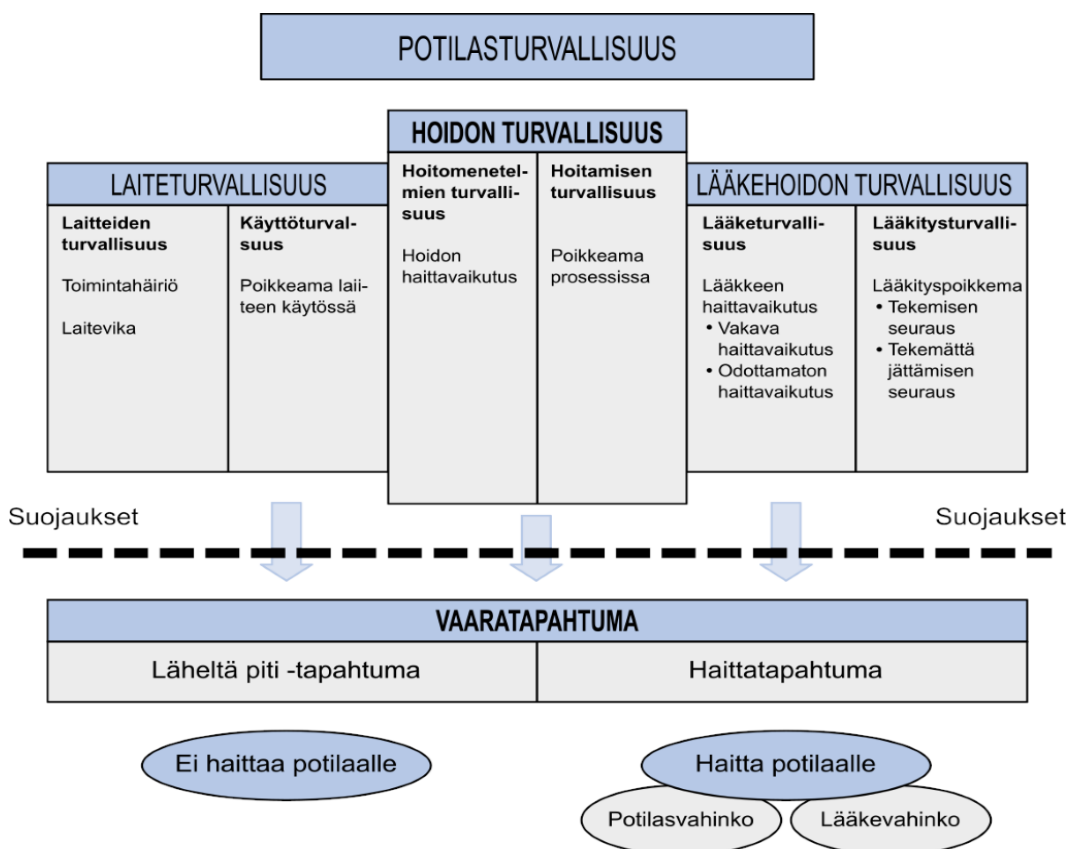 POTILASTURVALLISUUS
HOIDON TURVALLISUUS
LAITETURVALLISUUS
LÄÄKEHOIDON TURVALLISUUS
Laitteiden
turvallisuus
Toimintahäiriö
Laitevika
Käyttöturval-
suus
Poikkeama laii-
teen käytössä
Hoitomenetel-
mien turvalli-
suus
Hoidon
haittavaikutus
Hoitamisen
turvallisuus
Poikkeama
prosessissa
Lääketurvalli-
suus
Lääkkeen
haittavaikutus
• Vakava
haittavaikutus
• Odottamaton
haittavaikutus
Lääkitysturvalli-
suus
Lääkityspoikkema
• Tekemisen
seuraus
• Tekemättä
jättämisen
seuraus
Suojaukset
Suojaukset
VAARATAPAHTUMA
Läheltä piti -tapahtuma
Haittatapahtuma
Ei haittaa potilaalle
Haitta potilaalle
Potilasvahinko
Lääkevahinko